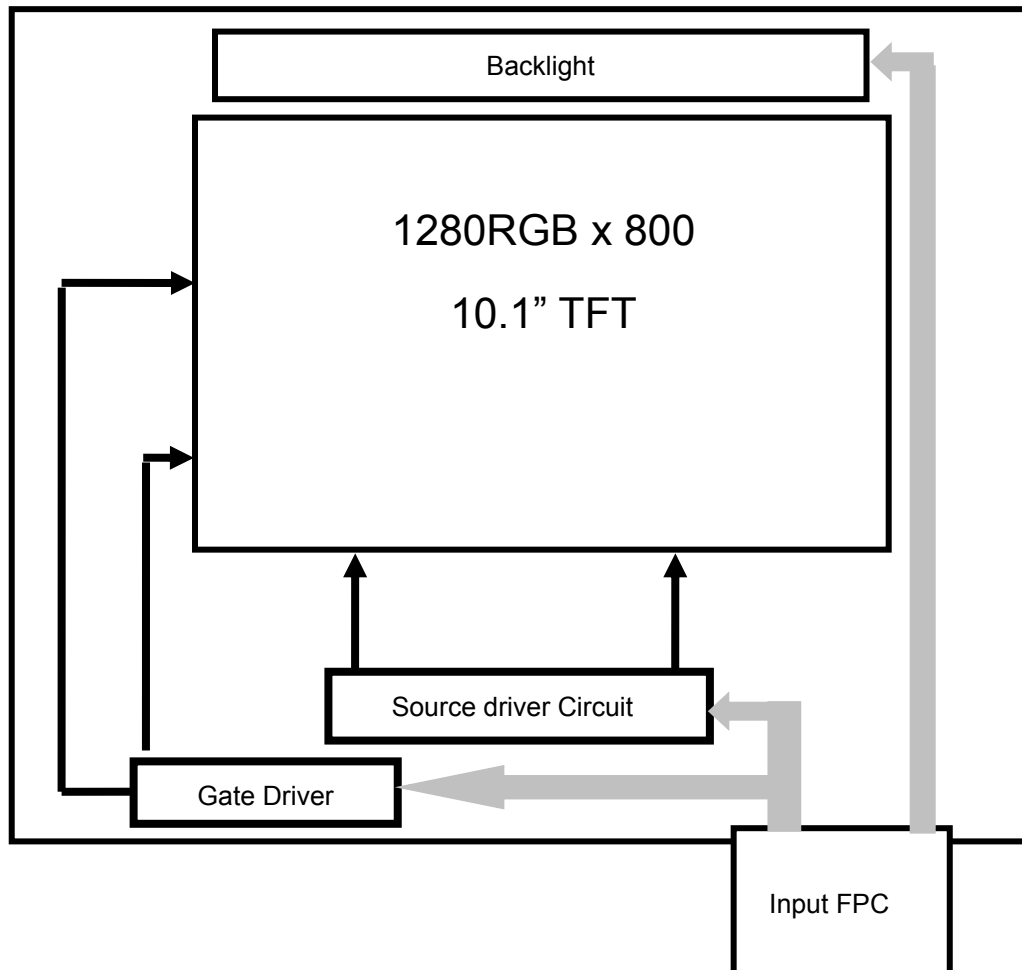 Backlight
1280RGB x 800
10.1” TFT
Source driver Circuit
Gate Driver
Input FPC